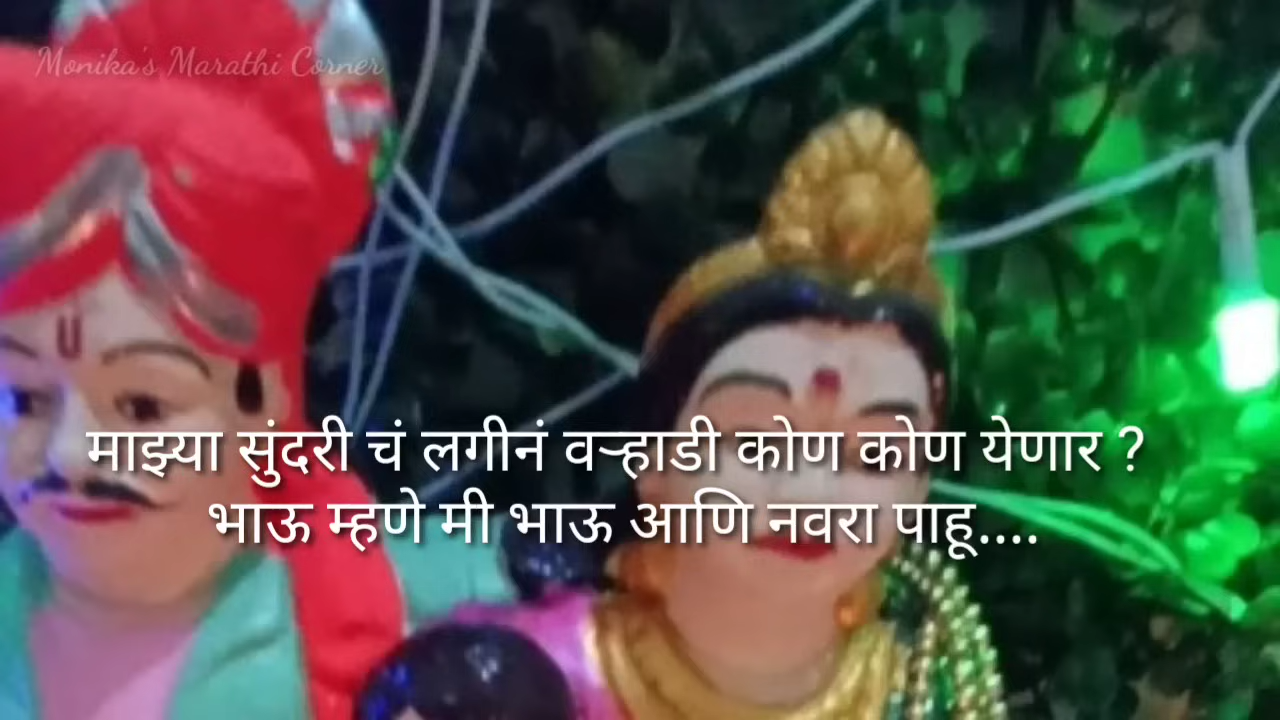 Monika's Marathi Corner
माझ्या सुंदरी चं लगीनं वऱ्हाडी कोण कोण येणार ?
भाऊ म्हणे मी भाऊ आणि नवरा पाहू....